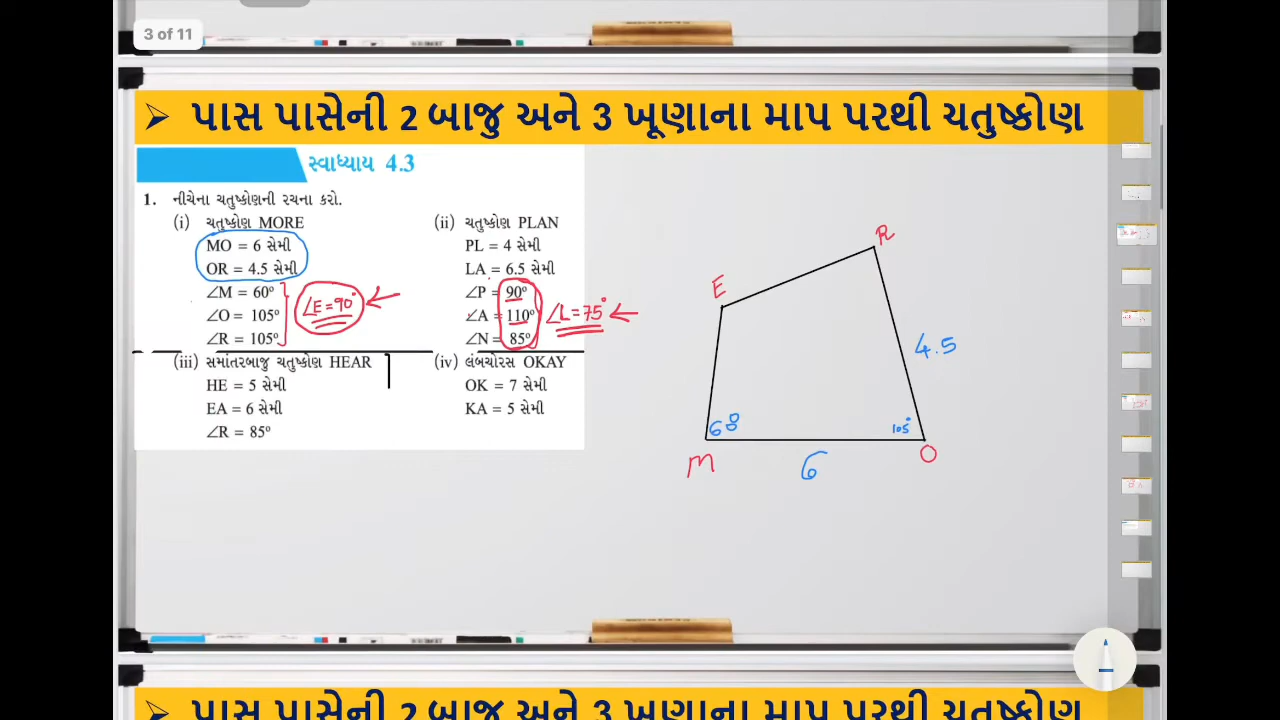 3 of 11
➢ પાસ પાસેની 2 બાજુ અને 3 ખૂણાના માપ પરથી ચતુષ્કોણ
સ્વાધ્યાય 4.3
1. નીચેના ચતુષ્કોણની રચના કરો.
(i) ચતુષ્કોણ MORE
MO = 6 સેમી
OR = 4.5 સેમી
∠M = 60°
∠O = 105°
∠R = 105°
∠E = 90°
(ii) ચતુષ્કોણ PLAN
PL = 4 સેમી
LA = 6.5 સેમી
∠P = 90°
∠A = 110°
∠N = 85°
∠L = 75°
(iii) સમાંતરબાજુ ચતુષ્કોણ HEAR
HE = 5 સેમી
EA = 6 સેમી
∠R = 85°
(iv) લંબચોરસ OKAY
OK = 7 સેમી
KA = 5 સેમી
R
E
4.5
60°
105°
M
6
O
➢ પાસ પાસેની 2 બાજુ અને 3 ખૂણાના માપ પરથી ચતુષ્કોણ